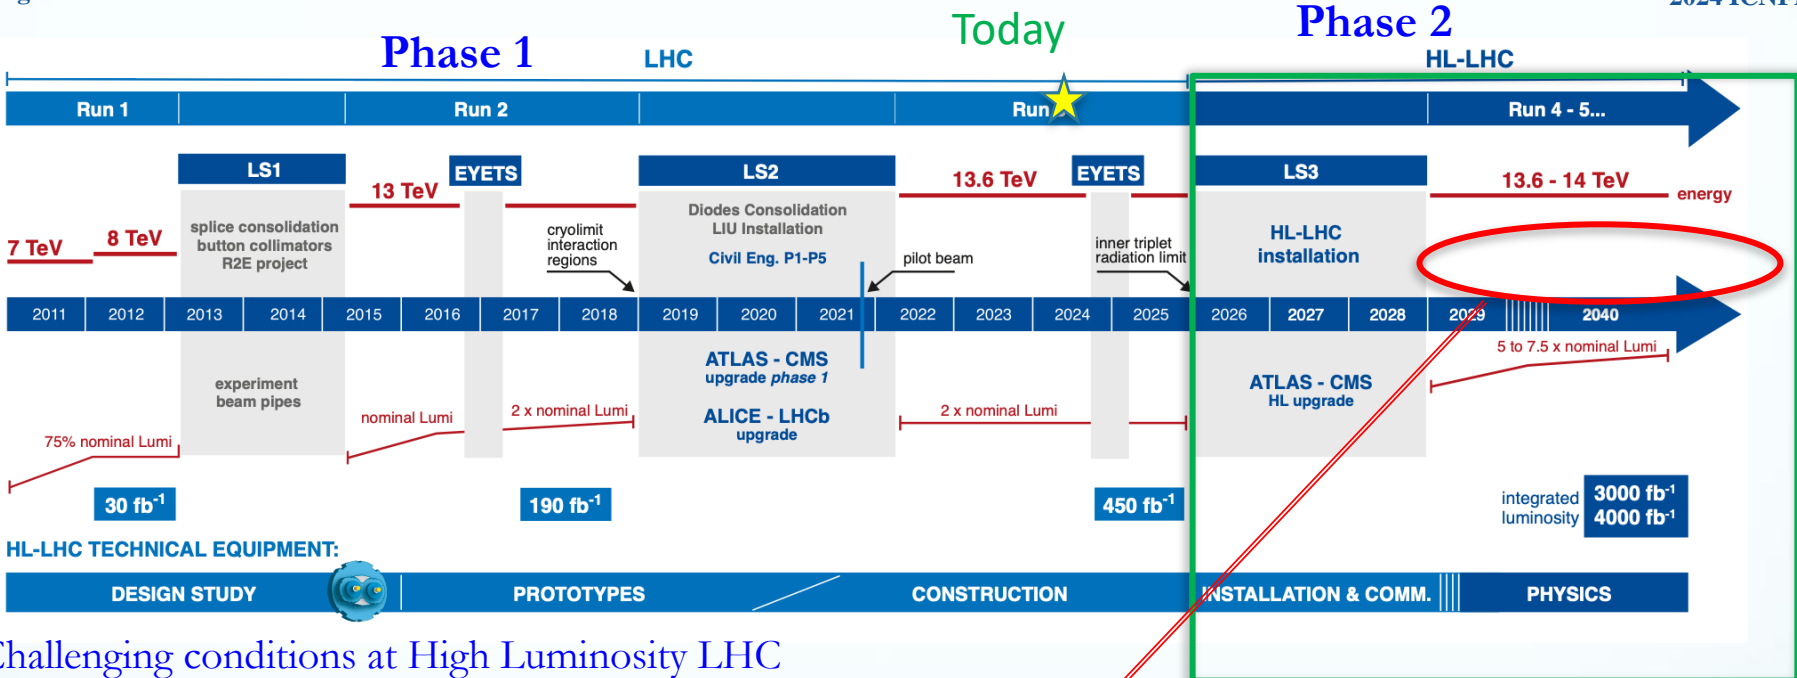 2024 ICNFP
Today
Phase 1
LHC
Phase 2
HL-LHC
Run 1
Run 2
Run
Run 4 - 5...
LS1
EYETS
LS2
EYETS
LS3
7 TeV
8 TeV
13 TeV
13.6 TeV
13.6 - 14 TeV
energy
splice consolidation
button collimators
R2E project
cryolimit
interaction
regions
Diodes Consolidation
LIU Installation
Civil Eng. P1-P5
pilot beam
inner triplet
radiation limit
HL-LHC
installation
2011 2012 2013 2014 2015 2016 2017 2018 2019 2020 2021 2022 2023 2024 2025 2026 2027 2028 2029 2040
5 to 7.5 x nominal Lumi
experiment
beam pipes
ATLAS - CMS
upgrade phase 1
ALICE - LHCb
upgrade
ATLAS - CMS
HL upgrade
75% nominal Lumi
nominal Lumi
2 x nominal Lumi
2 x nominal Lumi
30 fb⁻¹
190 fb⁻¹
450 fb⁻¹
integrated
luminosity
3000 fb⁻¹
4000 fb⁻¹
HL-LHC TECHNICAL EQUIPMENT:
DESIGN STUDY
PROTOTYPES
CONSTRUCTION
INSTALLATION & COMM.
PHYSICS
Challenging conditions at High Luminosity LHC